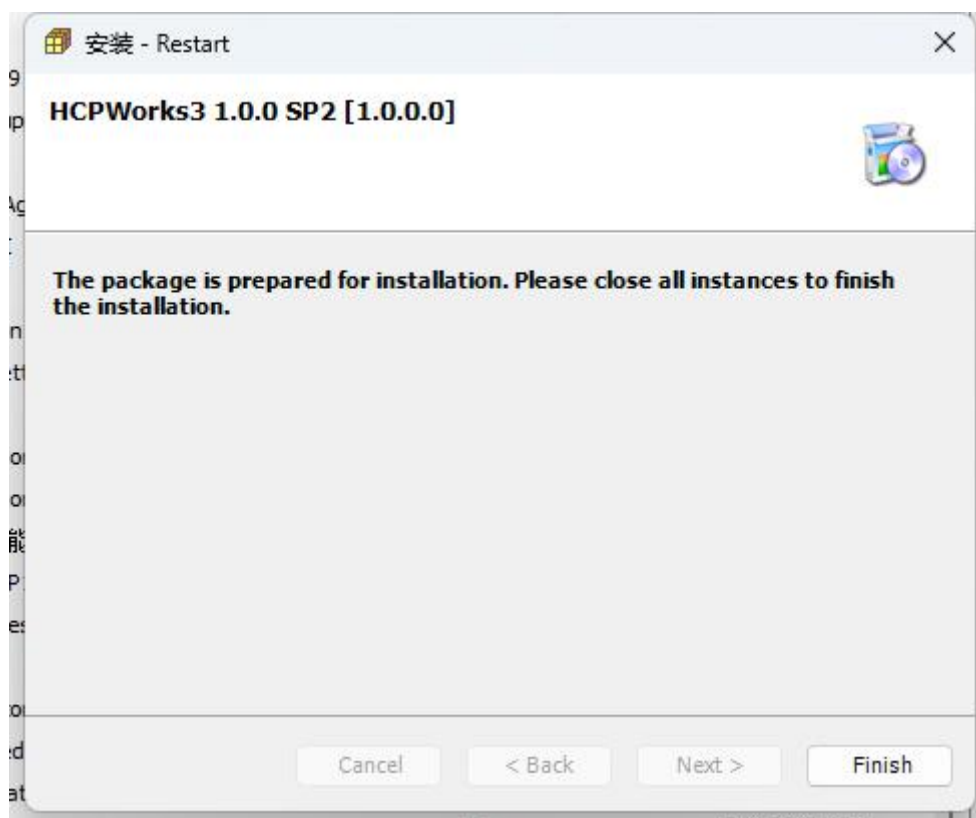 安装 - Restart
HCPWorks3 1.0.0 SP2 [1.0.0.0]
The package is prepared for installation. Please close all instances to finish
the installation.
Cancel
< Back
Next >
Finish